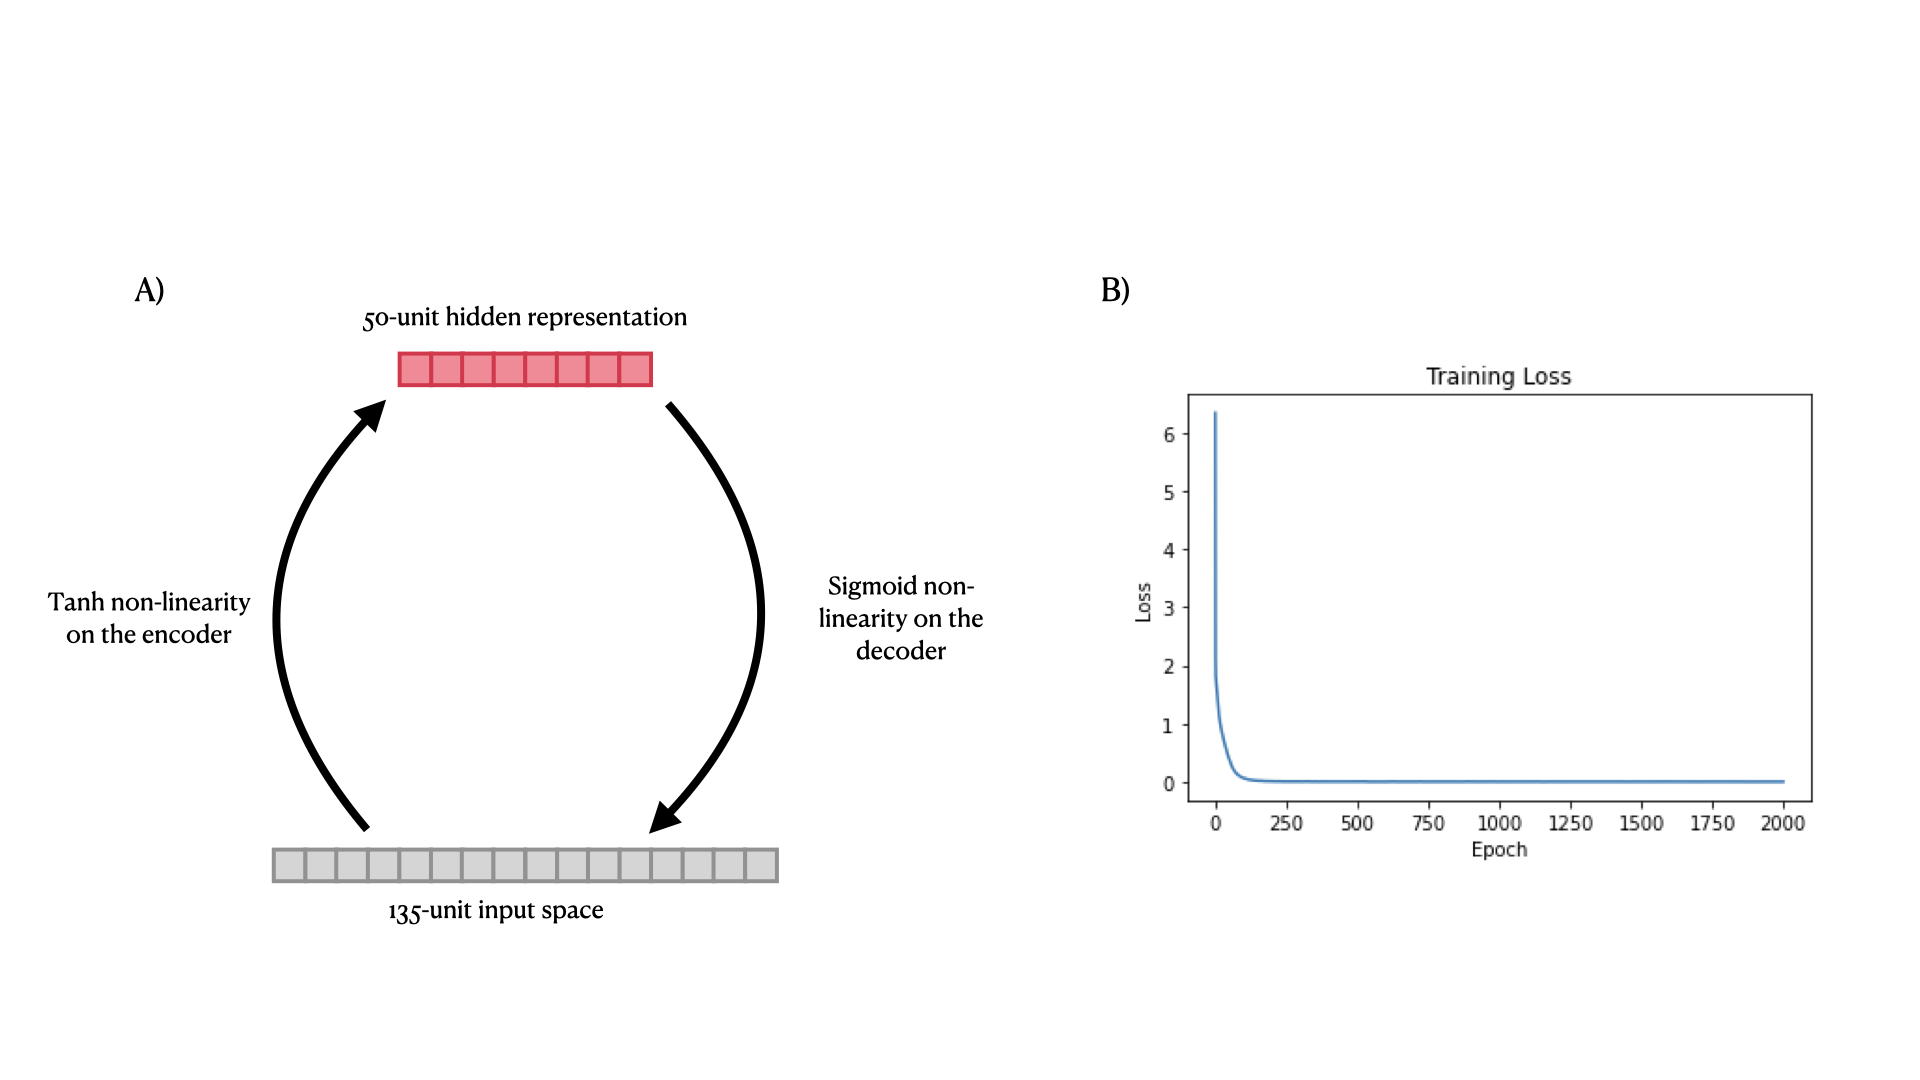 A)
50-unit hidden representation
Tanh non-linearity
on the encoder
Sigmoid non-
linearity on the
decoder
135-unit input space
B)
Training Loss
Loss
6
5
4
3
2
1
0
0 250 500 750 1000 1250 1500 1750 2000
Epoch